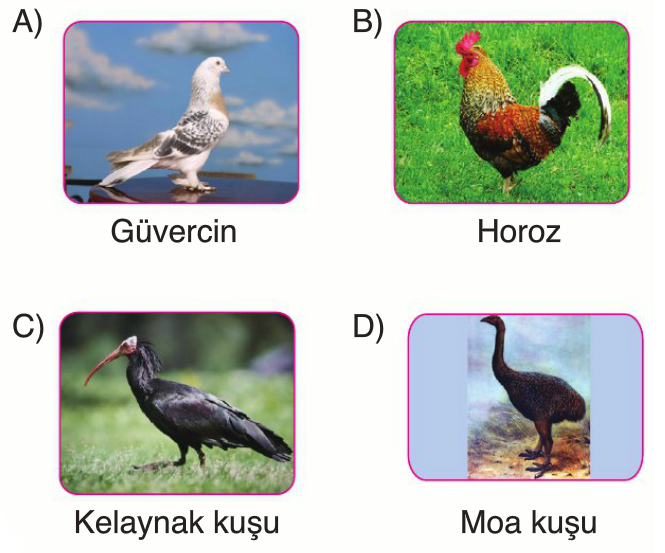 A)
B)
Güvercin
Horoz
C)
D)
Kelaynak kuşu
Moa kuşu